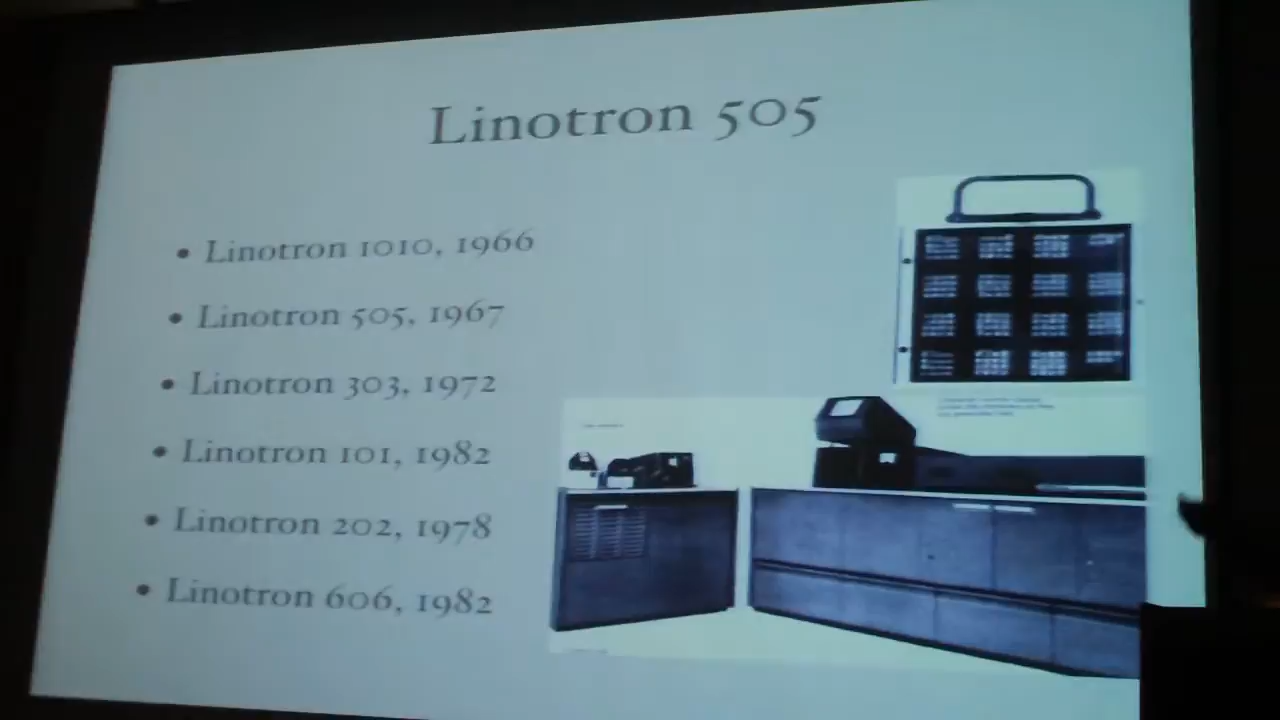 Linotron 505
• Linotron 1010, 1966
• Linotron 505, 1967
• Linotron 303, 1972
• Linotron 101, 1982
• Linotron 202, 1978
• Linotron 606, 1982